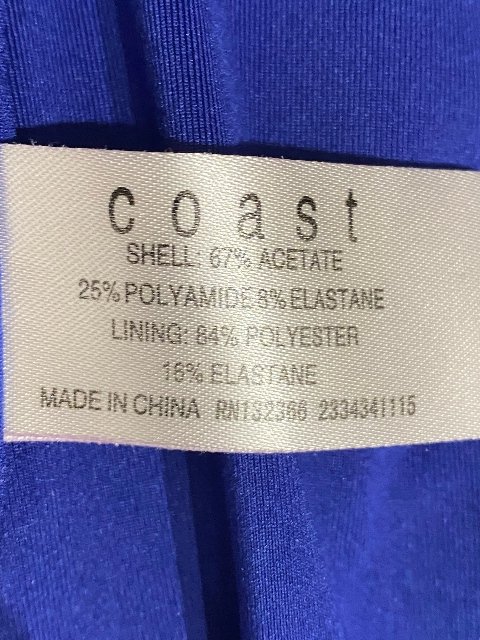 coast
SHELL: 67% ACETATE
25% POLYAMIDE 8% ELASTANE
LINING: 84% POLYESTER
16% ELASTANE
MADE IN CHINA RN132366 2334341115